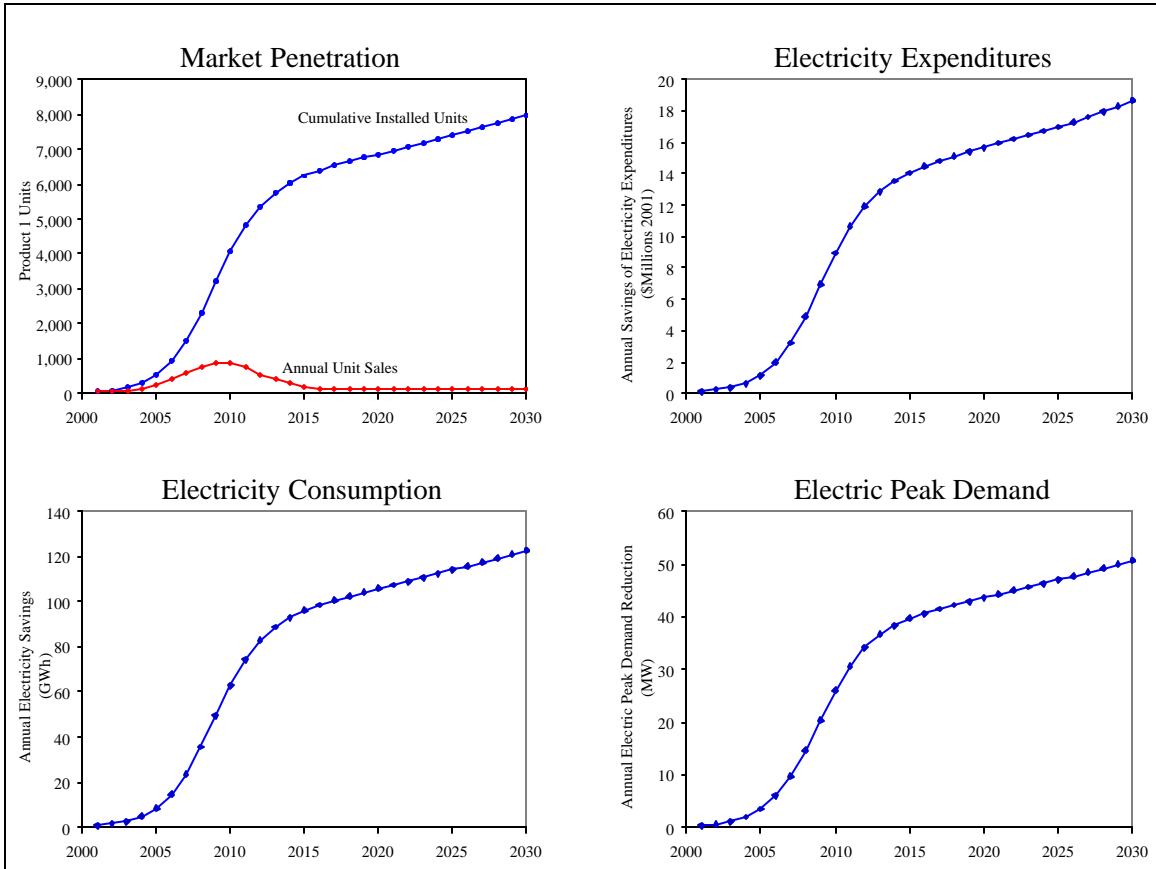 Market Penetration
9,000
8,000
7,000
6,000
5,000
4,000
3,000
2,000
1,000
0
Product 1 Units
Cumulative Installed Units
Annual Unit Sales
2000 2005 2010 2015 2020 2025 2030
Electricity Expenditures
20
18
16
14
12
10
8
6
4
2
0
Annual Savings of Electricity Expenditures
($Millions 2001)
2000 2005 2010 2015 2020 2025 2030
Electricity Consumption
140
120
100
80
60
40
20
0
Annual Electricity Savings
(GWh)
2000 2005 2010 2015 2020 2025 2030
Electric Peak Demand
60
50
40
30
20
10
0
Annual Electric Peak Demand Reduction
(MW)
2000 2005 2010 2015 2020 2025 2030